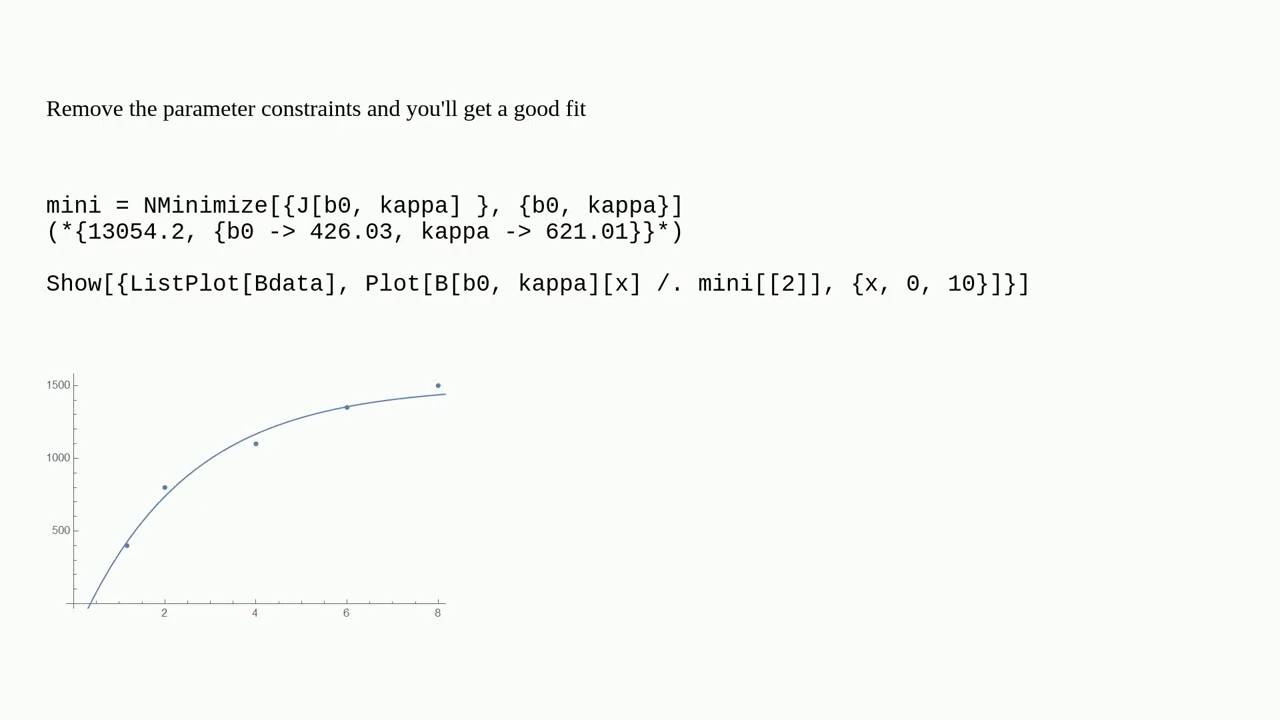 Remove the parameter constraints and you'll get a good fit
mini = NMinimize[{J[b0, kappa] }, {b0, kappa}]
(*{13054.2, {b0 -> 426.03, kappa -> 621.01}}*)
Show[{ListPlot[Bdata], Plot[B[b0, kappa][x] /. mini[[2]], {x, 0, 10}]}]
1500
1000
500
2 4 6 8